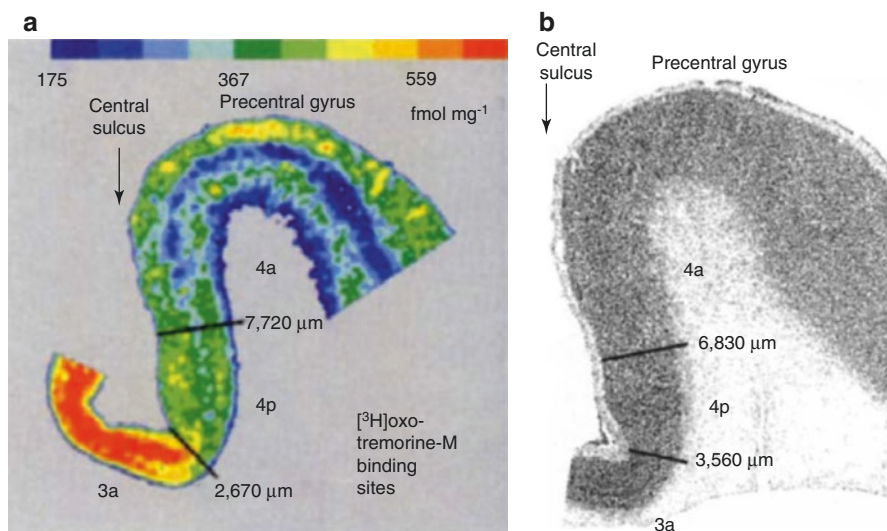 a
175 367 559
fmol mg⁻¹
Central
sulcus
Precentral gyrus
4a
7,720 µm
4p
[³H]oxo-
tremorine-M
binding
sites
2,670 µm
3a
b
Central
sulcus
Precentral gyrus
4a
6,830 µm
4p
3,560 µm
3a